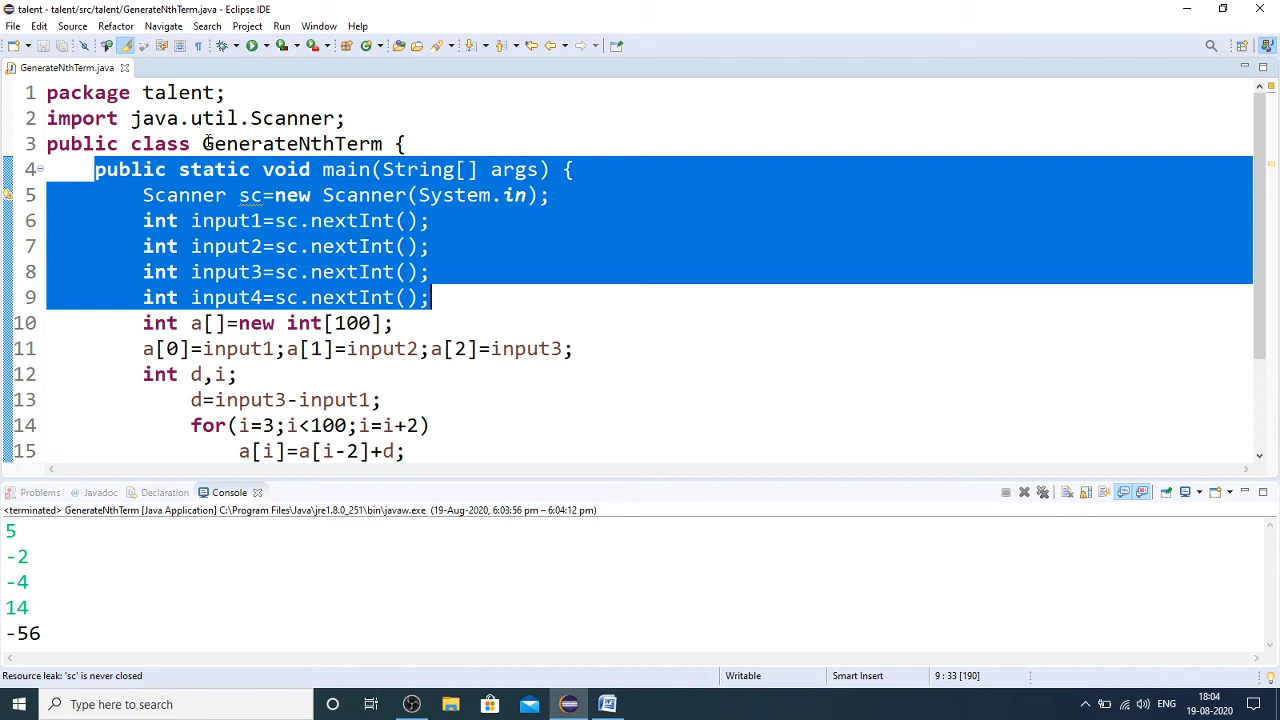 talent - talent/src/talent/GenerateNthTerm.java - Eclipse IDE
File Edit Source Refactor Navigate Search Project Run Window Help
GenerateNthTerm.java
1 package talent;
2 import java.util.Scanner;
3 public class GenerateNthTerm {
4 public static void main(String[] args) {
5 Scanner sc=new Scanner(System.in);
6 int input1=sc.nextInt();
7 int input2=sc.nextInt();
8 int input3=sc.nextInt();
9 int input4=sc.nextInt();
10 int a[]=new int[100];
11 a[0]=input1;a[1]=input2;a[2]=input3;
12 int d,i;
13 d=input3-input1;
14 for(i=3;i<100;i=i+2)
15 a[i]=a[i-2]+d;
Problems Javadoc Declaration Console
<terminated> GenerateNthTerm [Java Application] C:\Program Files\Java\jre1.8.0_251\bin\javaw.exe (19-Aug-2020, 6:03:56 pm – 6:04:12 pm)
5
-2
-4
14
-56
Resource leak: 'sc' is never closed Writable Smart Insert 9 : 33 [190]
Type here to search ENG 18:04
19-08-2020